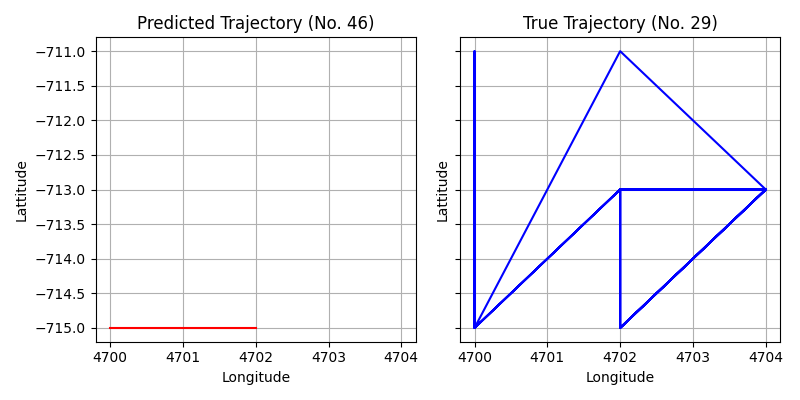 Predicted Trajectory (No. 46)
True Trajectory (No. 29)
−711.0
−711.5
−712.0
−712.5
−713.0
−713.5
−714.0
−714.5
−715.0
Lattitude
Lattitude
4700 4701 4702 4703 4704
4700 4701 4702 4703 4704
Longitude
Longitude